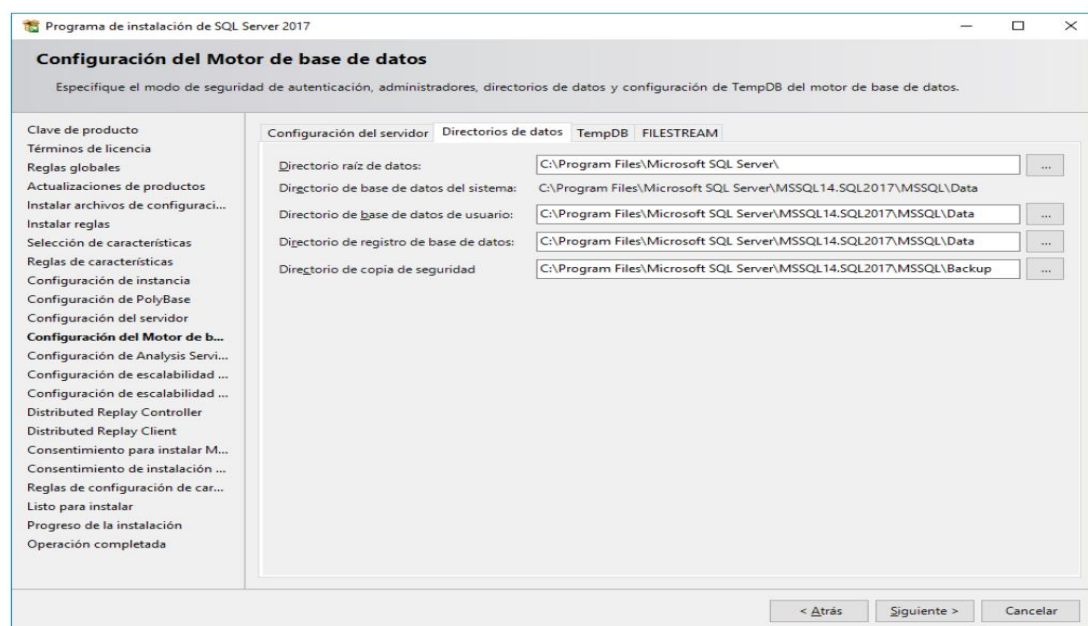 Programa de instalación de SQL Server 2017
Configuración del Motor de base de datos
Especifique el modo de seguridad de autenticación, administradores, directorios de datos y configuración de TempDB del motor de base de datos.
Clave de producto
Términos de licencia
Reglas globales
Actualizaciones de productos
Instalar archivos de configuraci...
Instalar reglas
Selección de características
Reglas de características
Configuración de instancia
Configuración de PolyBase
Configuración del servidor
Configuración del Motor de b...
Configuración de Analysis Servi...
Configuración de escalabilidad ...
Configuración de escalabilidad ...
Distributed Replay Controller
Distributed Replay Client
Consentimiento para instalar M...
Consentimiento de instalación ...
Reglas de configuración de car...
Listo para instalar
Progreso de la instalación
Operación completada
Configuración del servidor Directorios de datos TempDB FILESTREAM
Directorio raíz de datos: C:\Program Files\Microsoft SQL Server\ ...
Directorio de base de datos del sistema: C:\Program Files\Microsoft SQL Server\MSSQL14.SQL2017\MSSQL\Data
Directorio de base de datos de usuario: C:\Program Files\Microsoft SQL Server\MSSQL14.SQL2017\MSSQL\Data ...
Directorio de registro de base de datos: C:\Program Files\Microsoft SQL Server\MSSQL14.SQL2017\MSSQL\Data ...
Directorio de copia de seguridad C:\Program Files\Microsoft SQL Server\MSSQL14.SQL2017\MSSQL\Backup ...
< Atrás Siguiente > Cancelar